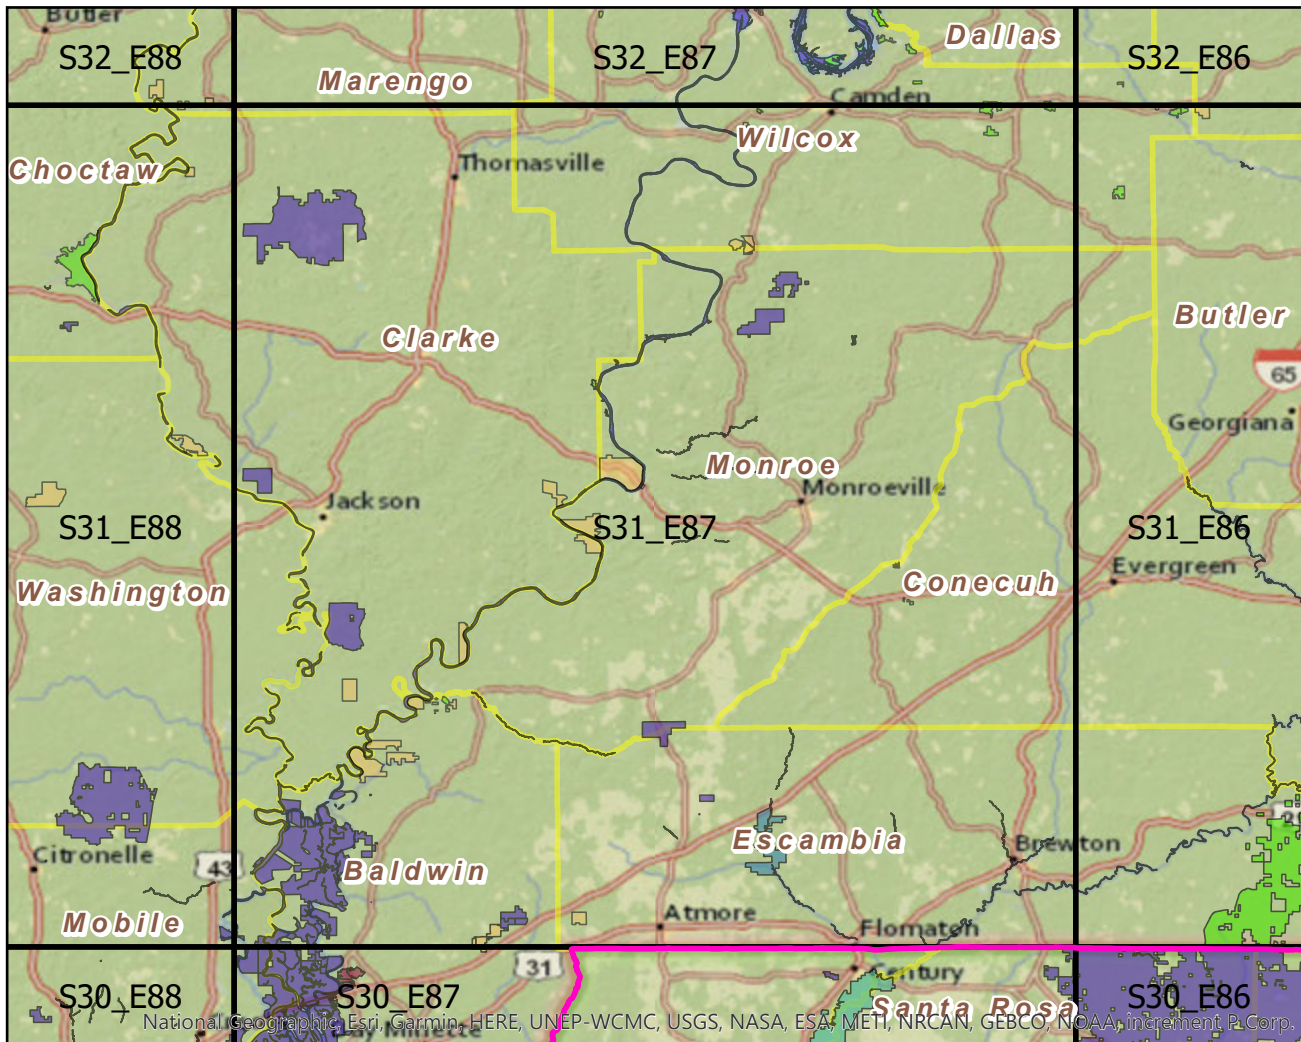 Butler
S32_E88
S32_E87
Dallas
S32_E86
Marengo
Camden
Wilcox
Choctaw
Thomasville
Clarke
Butler
65
Georgiana
Monroe
Monroeville
Jackson
S31_E88
S31_E87
S31_E86
Evergreen
Washington
Conecuh
Escambia
Brewton
Citronelle
43
Baldwin
Mobile
Atmore
Flomaton
31
Century
S30_E88
S30_E87
Santa Rosa
S30_E86
National Geographic, Esri, Garmin, HERE, UNEP-WCMC, USGS, NASA, ESA, METI, NRCAN, GEBCO, NOAA, increment P Corp.
Bay Minette